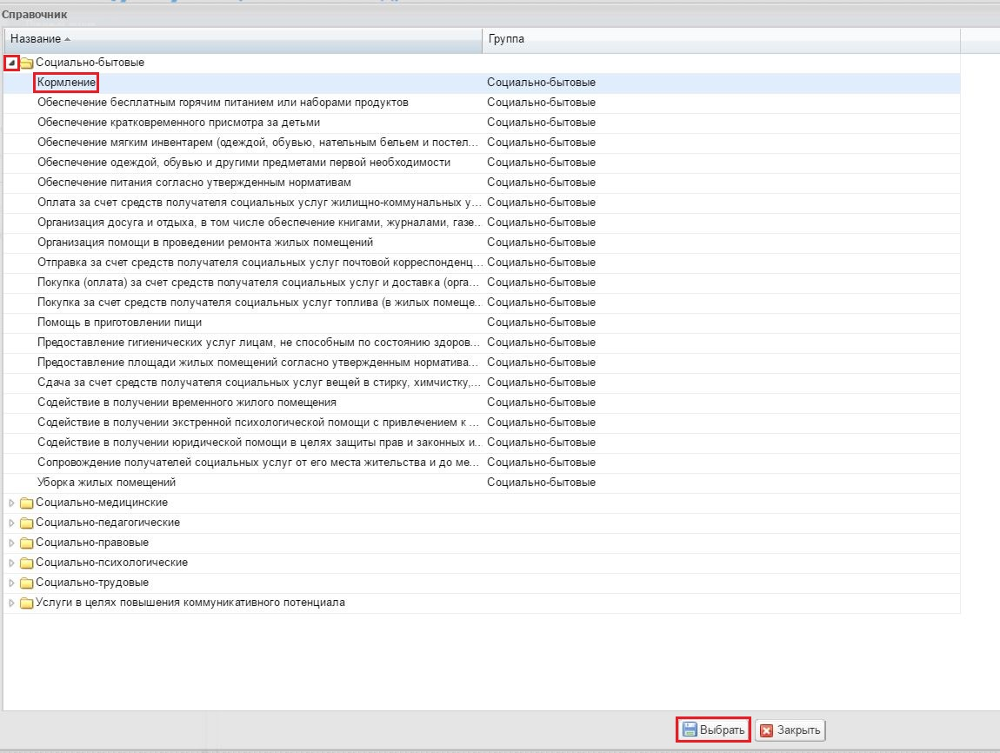 Справочник
Название Группа
Социально-бытовые
Кормление Социально-бытовые
Обеспечение бесплатным горячим питанием или наборами продуктов Социально-бытовые
Обеспечение кратковременного присмотра за детьми Социально-бытовые
Обеспечение мягким инвентарем (одеждой, обувью, нательным бельем и постел... Социально-бытовые
Обеспечение одеждой, обувью и другими предметами первой необходимости Социально-бытовые
Обеспечение питания согласно утвержденным нормативам Социально-бытовые
Оплата за счет средств получателя социальных услуг жилищно-коммунальных у... Социально-бытовые
Организация досуга и отдыха, в том числе обеспечение книгами, журналами, газе... Социально-бытовые
Организация помощи в проведении ремонта жилых помещений Социально-бытовые
Отправка за счет средств получателя социальных услуг почтовой корреспонденц... Социально-бытовые
Покупка (оплата) за счет средств получателя социальных услуг и доставка (орга... Социально-бытовые
Покупка за счет средств получателя социальных услуг топлива (в жилых помеще... Социально-бытовые
Помощь в приготовлении пищи Социально-бытовые
Предоставление гигиенических услуг лицам, не способным по состоянию здоров... Социально-бытовые
Предоставление площади жилых помещений согласно утвержденным норматива... Социально-бытовые
Сдача за счет средств получателя социальных услуг вещей в стирку, химчистку,... Социально-бытовые
Содействие в получении временного жилого помещения Социально-бытовые
Содействие в получении экстренной психологической помощи с привлечением к ... Социально-бытовые
Содействие в получении юридической помощи в целях защиты прав и законных и... Социально-бытовые
Сопровождение получателей социальных услуг от его места жительства и до ме... Социально-бытовые
Уборка жилых помещений Социально-бытовые
Социально-медицинские
Социально-педагогические
Социально-правовые
Социально-психологические
Социально-трудовые
Услуги в целях повышения коммуникативного потенциала
Выбрать Закрыть